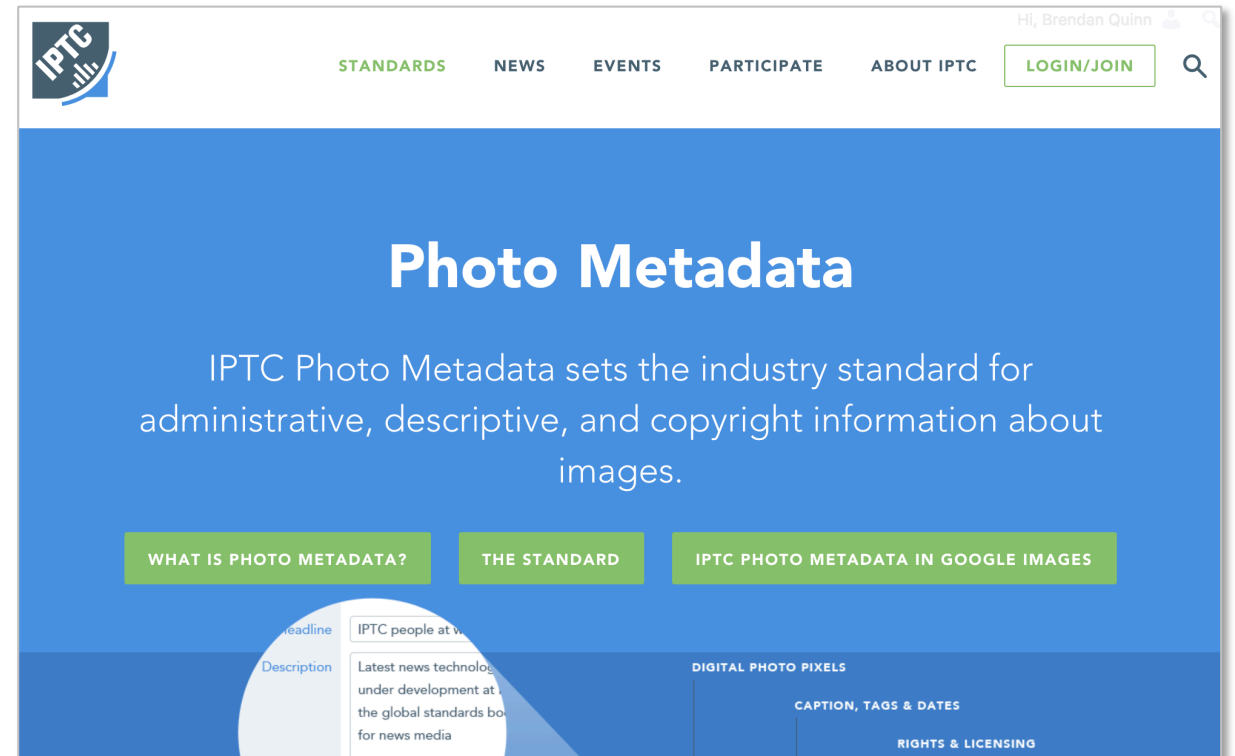 Hi, Brendan Quinn
IPTC
STANDARDS NEWS EVENTS PARTICIPATE ABOUT IPTC LOGIN/JOIN
Photo Metadata
IPTC Photo Metadata sets the industry standard for
administrative, descriptive, and copyright information about
images.
WHAT IS PHOTO METADATA? THE STANDARD IPTC PHOTO METADATA IN GOOGLE IMAGES
IPTC people at
Description
Latest news
under development at
the global standards
for news media
DIGITAL PHOTO PIXELS
CAPTION, TAGS & DATES
RIGHTS & LICENSING